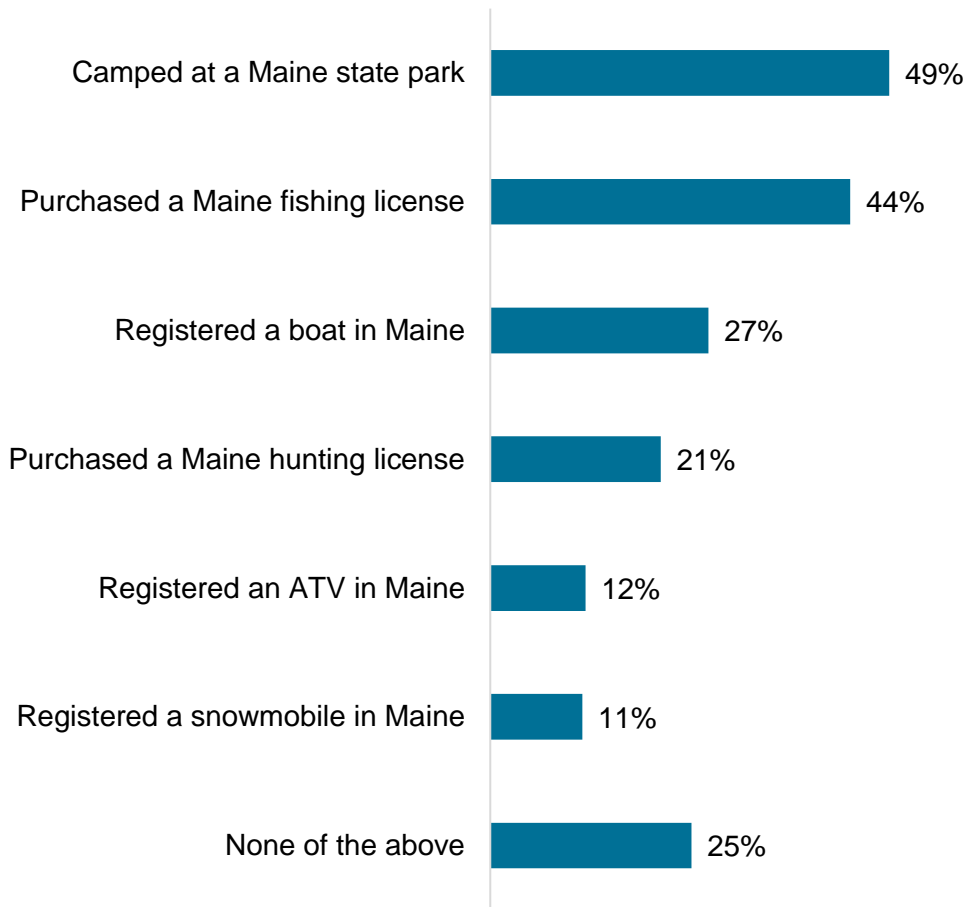 Camped at a Maine state park 49%
Purchased a Maine fishing license 44%
Registered a boat in Maine 27%
Purchased a Maine hunting license 21%
Registered an ATV in Maine 12%
Registered a snowmobile in Maine 11%
None of the above 25%